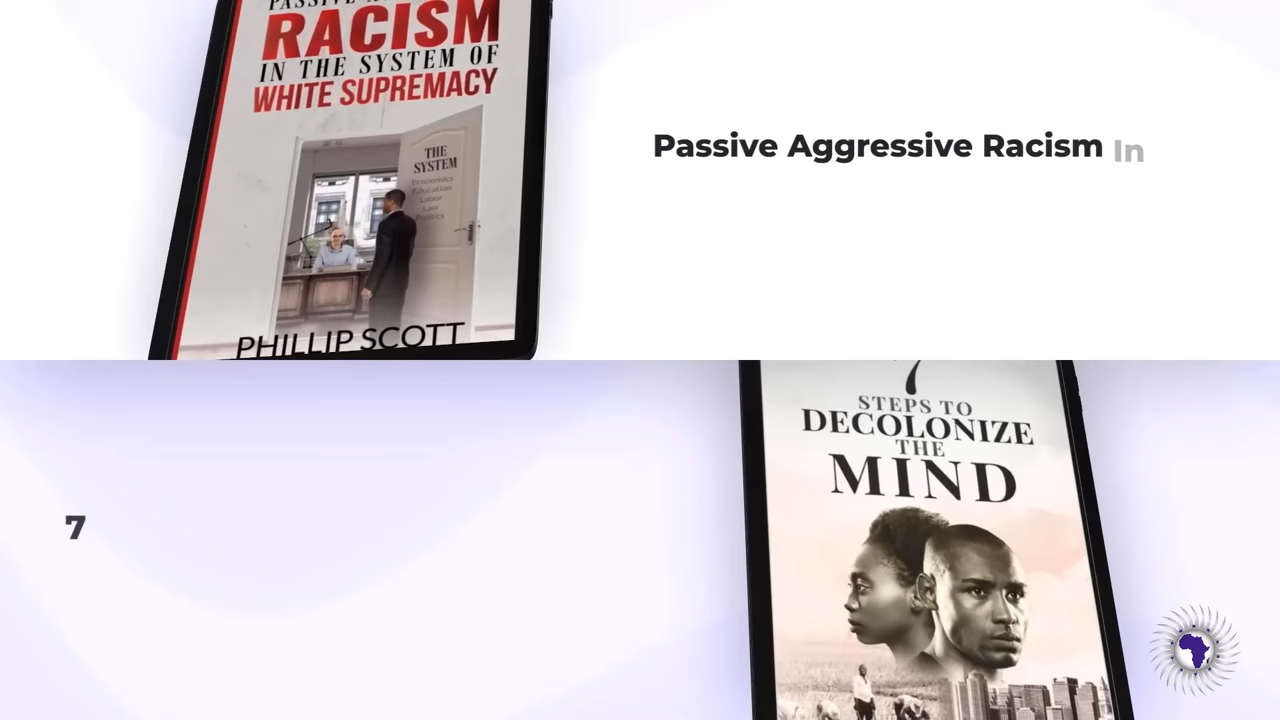 RACISM
IN THE SYSTEM OF
WHITE SUPREMACY
THE
SYSTEM
Economics
Education
Labor
Law
Politics
PHILLIP SCOTT
Passive Aggressive Racism In
7
7
STEPS TO
DECOLONIZE
THE
MIND